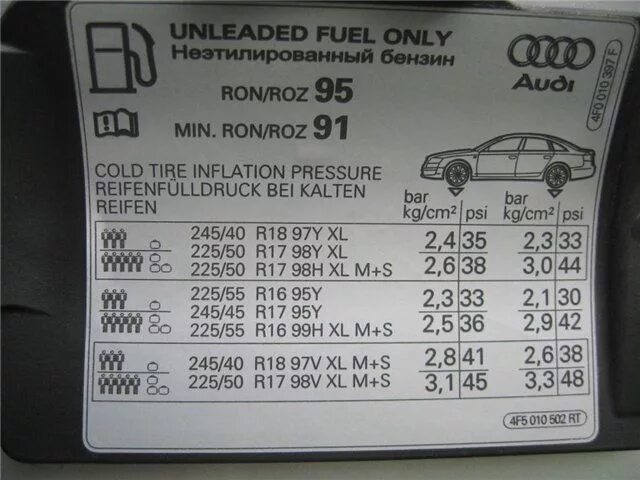 UNLEADED FUEL ONLY
Неэтилированный бензин
Audi
4F0 010 397 F
RON/ROZ 95
MIN. RON/ROZ 91
COLD TIRE INFLATION PRESSURE
REIFENFÜLLDRUCK BEI KALTEN
REIFEN
bar kg/cm² psi bar kg/cm² psi
245/40 R18 97Y XL
225/50 R17 98Y XL
225/50 R17 98H XL M+S
2,4 35 2,3 33
2,6 38 3,0 44
225/55 R16 95Y
245/45 R17 95Y
225/55 R16 99H XL M+S
2,3 33 2,1 30
2,5 36 2,9 42
245/40 R18 97V XL M+S
225/50 R17 98V XL M+S
2,8 41 2,6 38
3,1 45 3,3 48
4F5 010 502 RT